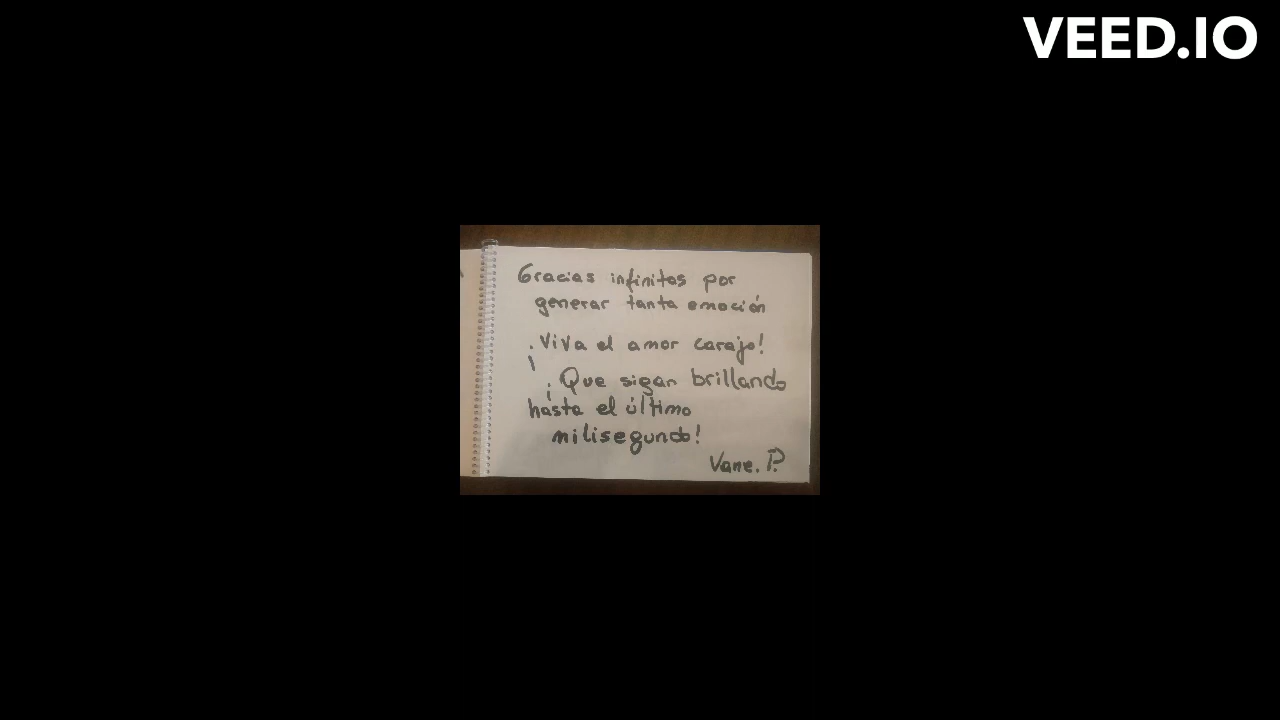 VEED.IO
Gracias infinitas por
generar tanta emoción
¡Viva el amor carajo!
¡Que sigan brillando
hasta el último
milisegundo!
Vane. P.